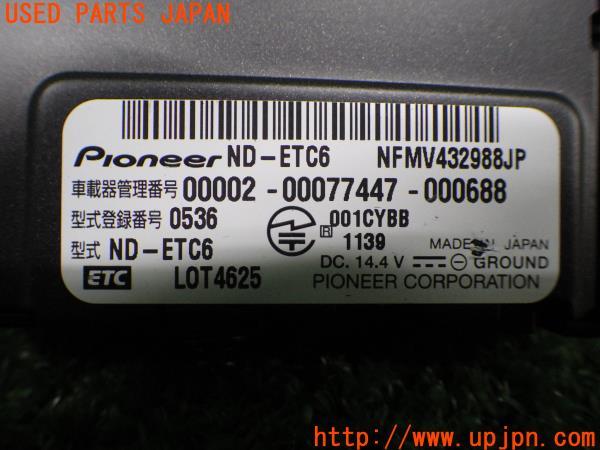 USED PARTS JAPAN
Pioneer ND-ETC6 NFMV432988JP
車載器管理番号 00002-00077447-000688
型式登録番号 0536 R 001CYBB
1139
型式 ND-ETC6 MADE IN JAPAN
DC. 14.4 V GROUND
ETC LOT4625 PIONEER CORPORATION
http://www.upjpn.com